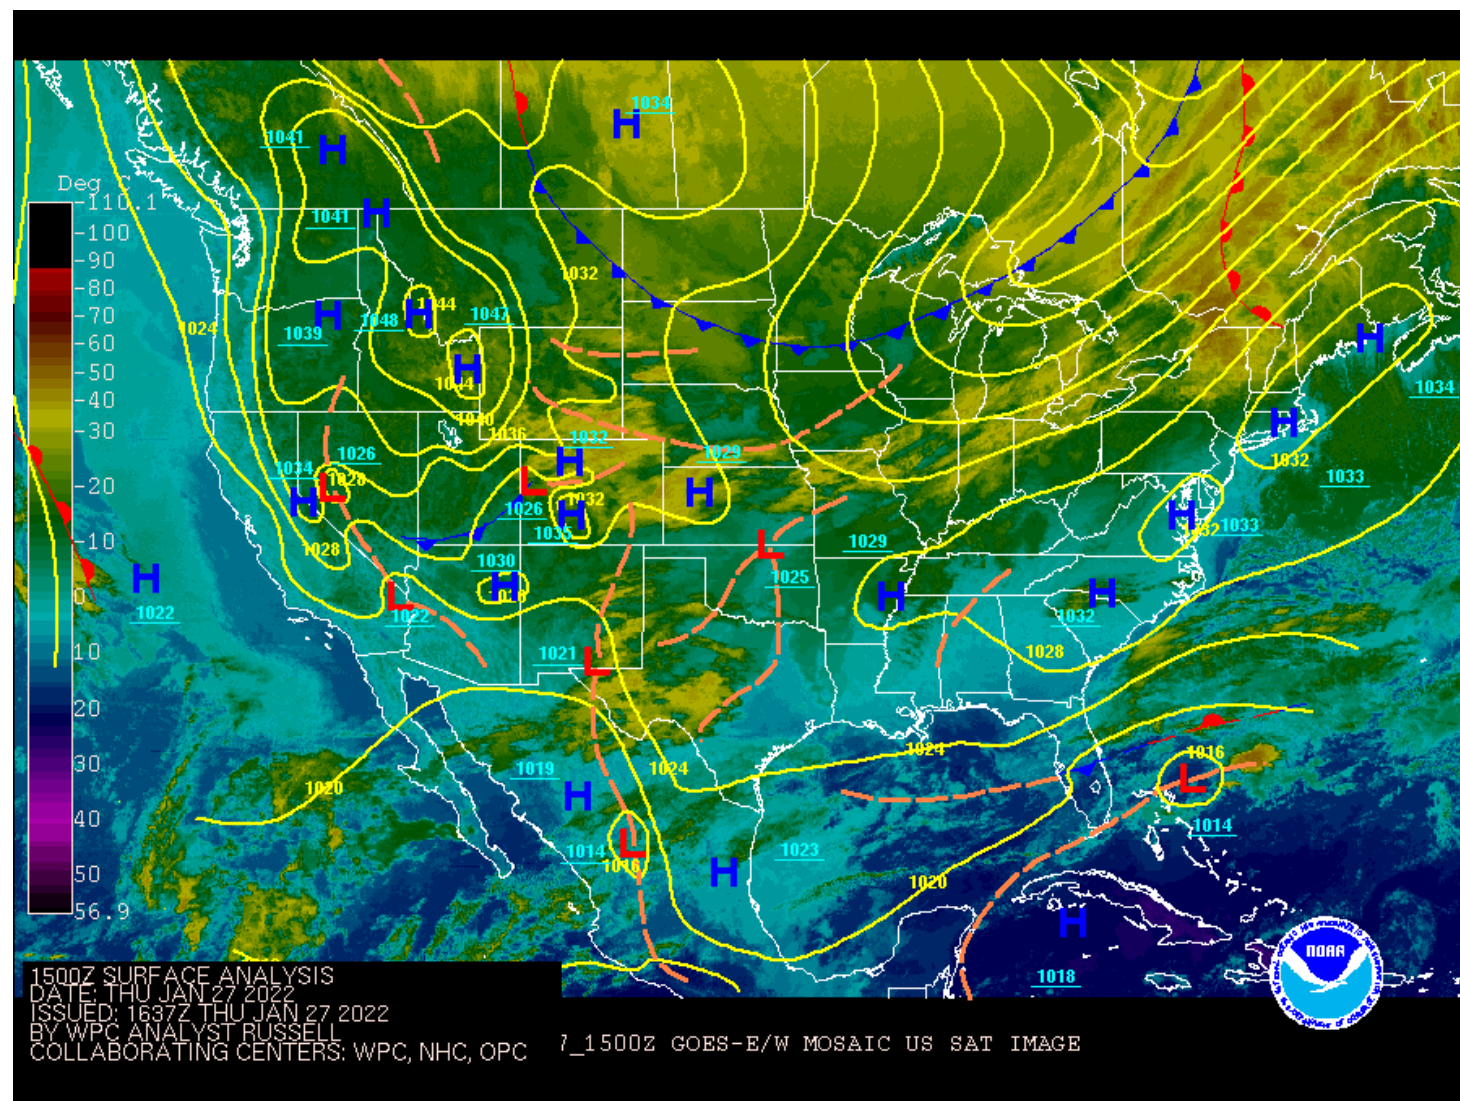 1034
H
1041
H
Deg C
-110.1
-100
-90
-80
-70
-60
-50
-40
-30
-20
-10
0
10
20
30
40
50
56.9
1041
H
1032
1024
H
1039
1048
H
1047
H
1040
1036
H
1034
H
1032
H
1029
1032
H
1033
1026
1034
H
L
L
1026
H
1032
1035
H
H
1032
1033
1028
L
1029
1025
1030
H
H
1022
L
1022
H
H
1032
1028
1021
L
1024
1024
1016
L
1014
1020
1019
H
1014
L
1016
1023
H
1020
H
1018
NOAA
1500Z SURFACE ANALYSIS
DATE: THU JAN 27 2022
ISSUED: 1637Z THU JAN 27 2022
BY WPC ANALYST RUSSELL
COLLABORATING CENTERS: WPC, NHC, OPC
7_1500Z GOES-E/W MOSAIC US SAT IMAGE